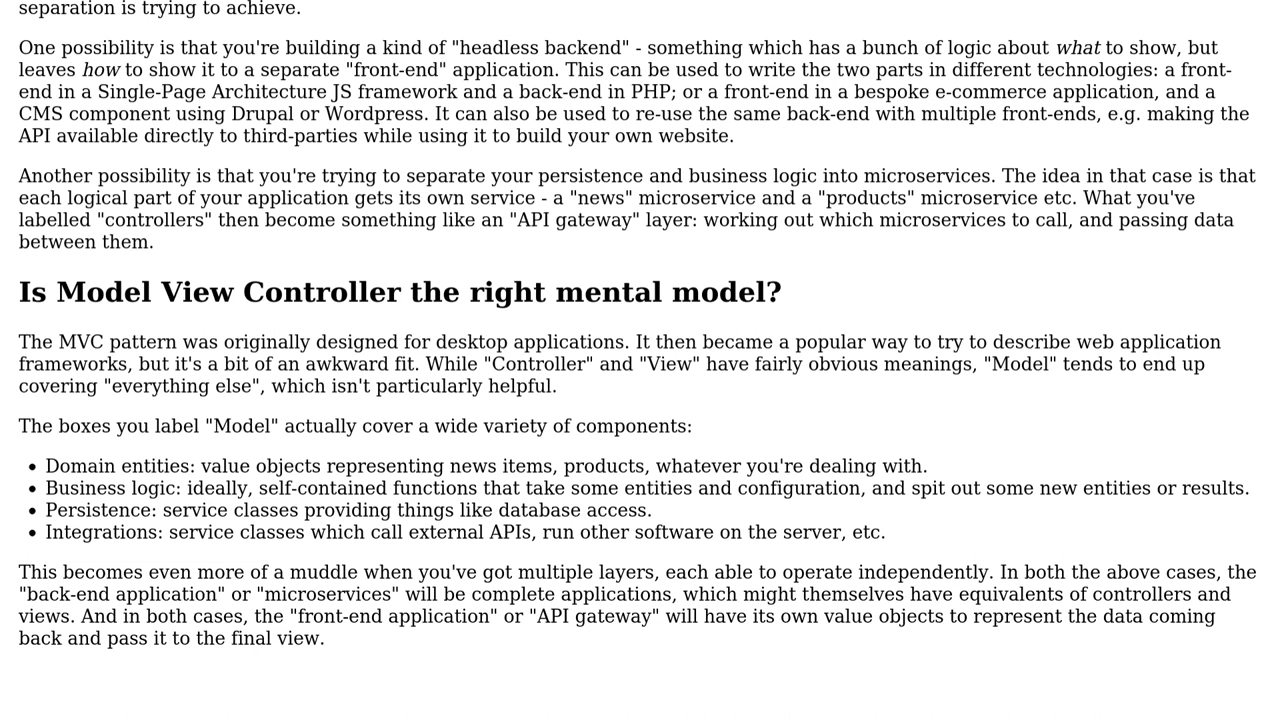 separation is trying to achieve.
One possibility is that you're building a kind of "headless backend" - something which has a bunch of logic about what to show, but
leaves how to show it to a separate "front-end" application. This can be used to write the two parts in different technologies: a front-
end in a Single-Page Architecture JS framework and a back-end in PHP; or a front-end in a bespoke e-commerce application, and a
CMS component using Drupal or Wordpress. It can also be used to re-use the same back-end with multiple front-ends, e.g. making the
API available directly to third-parties while using it to build your own website.
Another possibility is that you're trying to separate your persistence and business logic into microservices. The idea in that case is that
each logical part of your application gets its own service - a "news" microservice and a "products" microservice etc. What you've
labelled "controllers" then become something like an "API gateway" layer: working out which microservices to call, and passing data
between them.
Is Model View Controller the right mental model?
The MVC pattern was originally designed for desktop applications. It then became a popular way to try to describe web application
frameworks, but it's a bit of an awkward fit. While "Controller" and "View" have fairly obvious meanings, "Model" tends to end up
covering "everything else", which isn't particularly helpful.
The boxes you label "Model" actually cover a wide variety of components:
• Domain entities: value objects representing news items, products, whatever you're dealing with.
• Business logic: ideally, self-contained functions that take some entities and configuration, and spit out some new entities or results.
• Persistence: service classes providing things like database access.
• Integrations: service classes which call external APIs, run other software on the server, etc.
This becomes even more of a muddle when you've got multiple layers, each able to operate independently. In both the above cases, the
"back-end application" or "microservices" will be complete applications, which might themselves have equivalents of controllers and
views. And in both cases, the "front-end application" or "API gateway" will have its own value objects to represent the data coming
back and pass it to the final view.